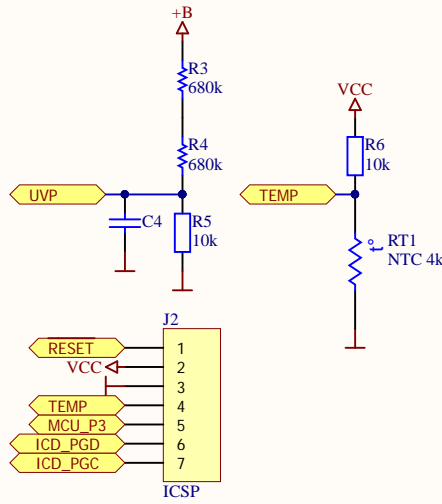 +B
R3
680k
R4
680k
UVP
C4
R5
10k
VCC
R6
10k
TEMP
t°
RT1
NTC 4k
J2
RESET
1
VCC
2
3
TEMP
4
MCU_P3
5
ICD_PGD
6
ICD_PGC
7
ICSP